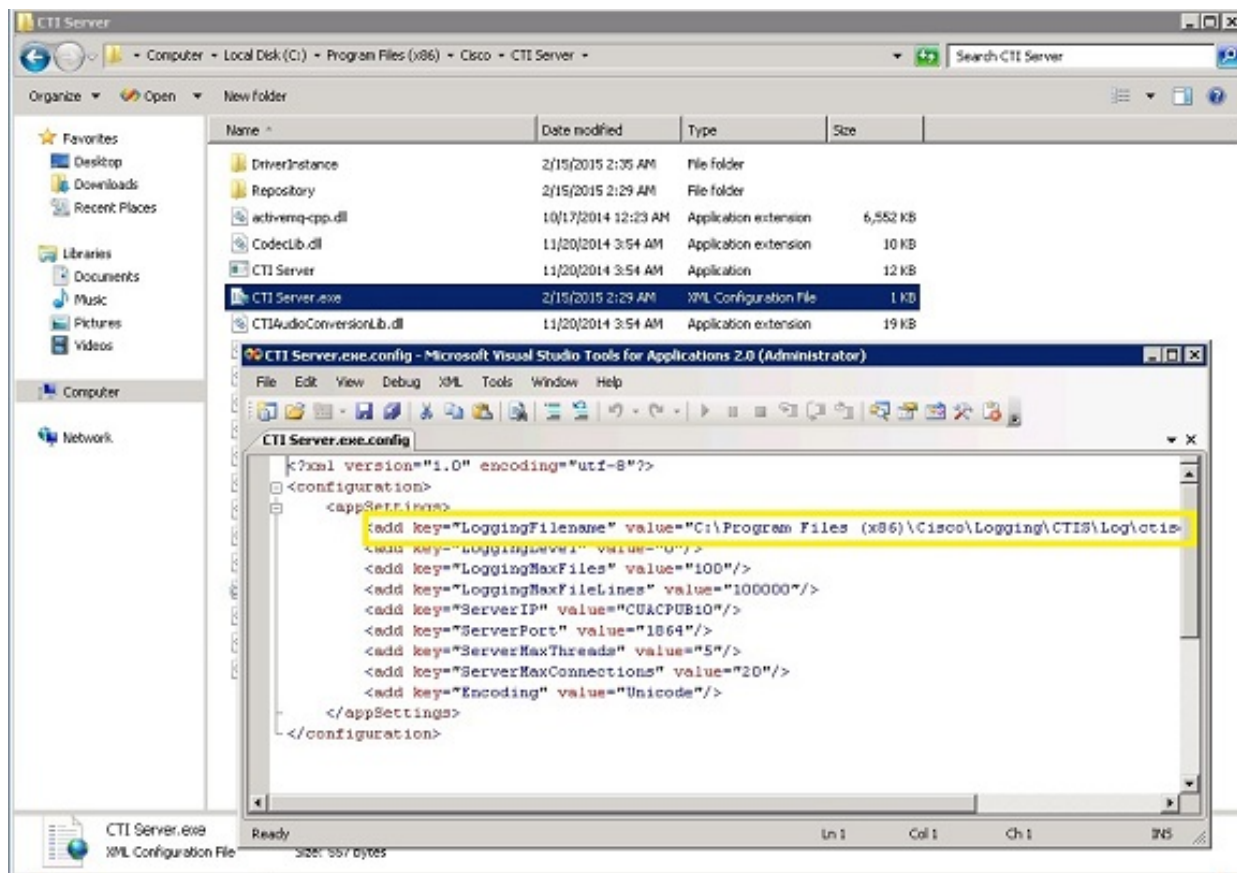 CTI Server
Computer
Local Disk (C:)
Program Files (x86)
Cisco
CTI Server
Search CTI Server
Organize
Open
New folder
Favorites
Desktop
Downloads
Recent Places
Libraries
Documents
Music
Pictures
Videos
Computer
Network
Name Date modified Type Size
DriverInstance 2/15/2015 2:35 AM File folder
Repository 2/15/2015 2:29 AM File folder
activemq-cpp.dll 10/17/2014 12:23 AM Application extension 6,552 KB
CodecLib.dll 11/20/2014 3:54 AM Application extension 10 KB
CTI Server 11/20/2014 3:54 AM Application 12 KB
CTI Server.exe 2/15/2015 2:29 AM XML Configuration File 1 KB
CTIAudioConversionLib.dll 11/20/2014 3:54 AM Application extension 19 KB
CTI Server.exe.config - Microsoft Visual Studio Tools for Applications 2.0 (Administrator)
File Edit View Debug XML Tools Window Help
CTI Server.exe.config
<?xml version="1.0" encoding="utf-8"?>
<configuration>
<appSettings>
<add key="LoggingFilename" value="C:\Program Files (x86)\Cisco\Logging\CTIS\Log\ctis
<add key="LoggingLevel" value="0"/>
<add key="LoggingMaxFiles" value="100"/>
<add key="LoggingMaxFileLines" value="100000"/>
<add key="ServerIP" value="CUACPUB10"/>
<add key="ServerPort" value="1864"/>
<add key="ServerMaxThreads" value="5"/>
<add key="ServerMaxConnections" value="20"/>
<add key="Encoding" value="Unicode"/>
</appSettings>
</configuration>
Ready Ln 1 Col 1 Ch 1 INS
CTI Server.exe
XML Configuration File Size: 557 bytes